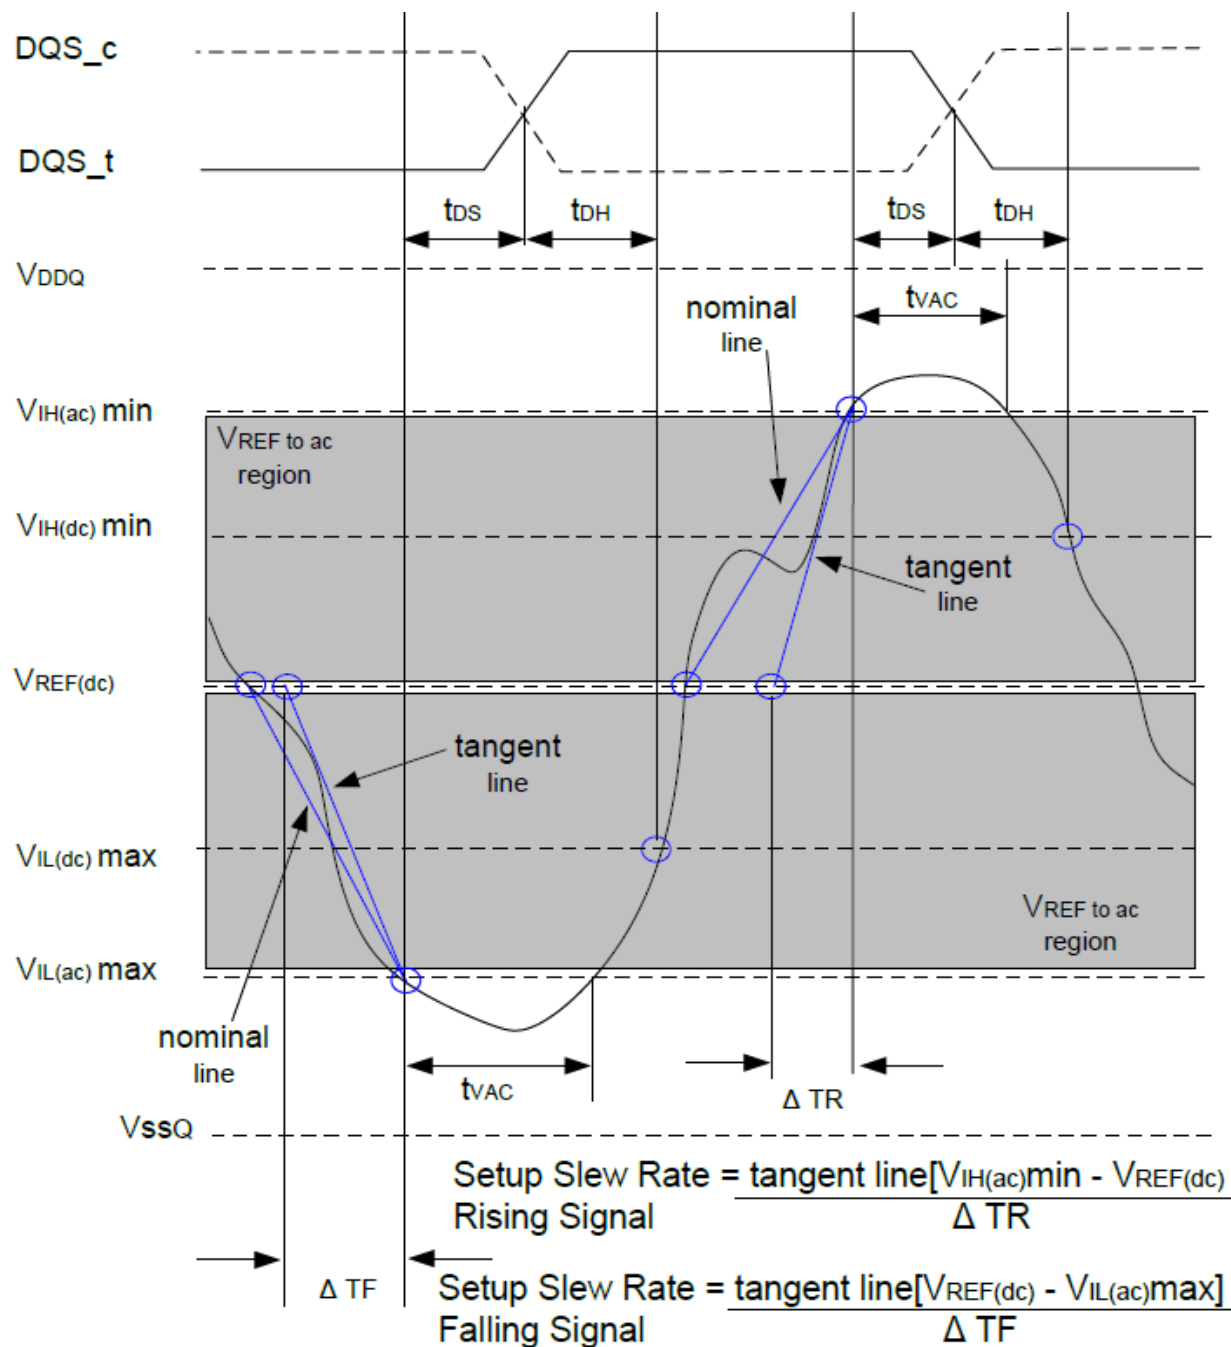 DQS_c
DQS_t
tDS
tDH
tDS
tDH
VDDQ
tVAC
nominal
line
VIH(ac) min
VREF to ac
region
VIH(dc) min
tangent
line
VREF(dc)
tangent
line
VIL(dc) max
VREF to ac
region
VIL(ac) max
nominal
line
tVAC
Δ TR
VssQ
Setup Slew Rate = tangent line[VIH(ac)min - VREF(dc)
Rising Signal Δ TR
Δ TF
Setup Slew Rate = tangent line[VREF(dc) - VIL(ac)max]
Falling Signal Δ TF